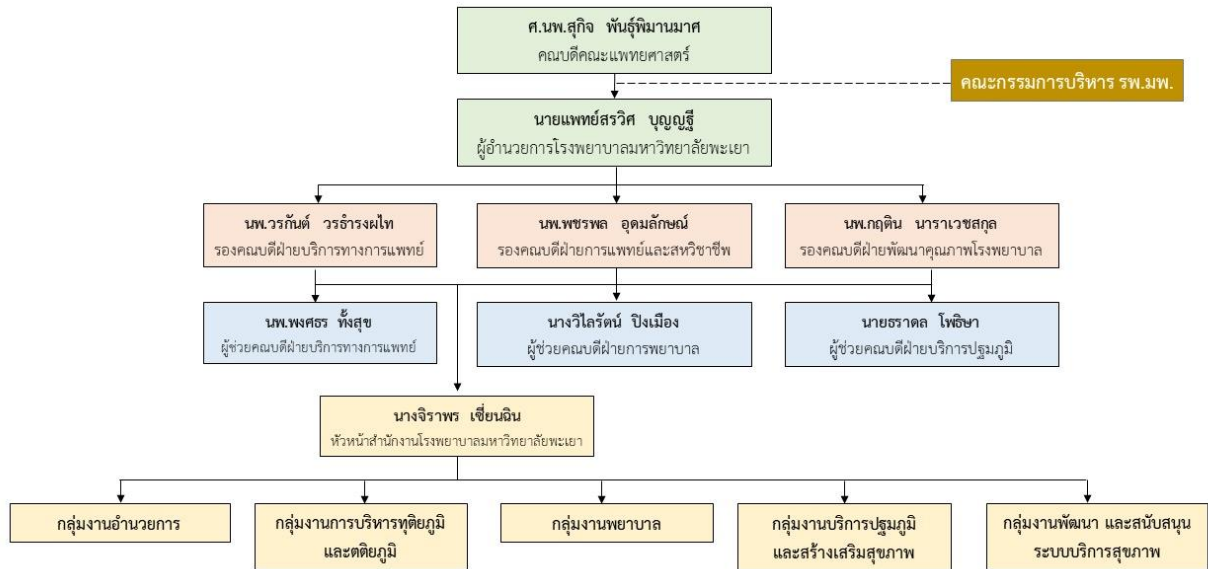 ศ.นพ.สุกิจ พันธุ์พิมานมาศ
คณบดีคณะแพทยศาสตร์
คณะกรรมการบริหาร รพ.มพ.
นายแพทย์สรวิศ บุญญฐี
ผู้อำนวยการโรงพยาบาลมหาวิทยาลัยพะเยา
นพ.วรกันต์ วรธำรงผไท
รองคณบดีฝ่ายบริการทางการแพทย์
นพ.พชรพล อุดมลักษณ์
รองคณบดีฝ่ายการแพทย์และสหวิชาชีพ
นพ.กฤติน นาราเวชสกุล
รองคณบดีฝ่ายพัฒนาคุณภาพโรงพยาบาล
นพ.พงศธร ทั้งสุข
ผู้ช่วยคณบดีฝ่ายบริการทางการแพทย์
นางวิไลรัตน์ ปิงเมือง
ผู้ช่วยคณบดีฝ่ายการพยาบาล
นายธราดล โพธิษา
ผู้ช่วยคณบดีฝ่ายบริการปฐมภูมิ
นางจิราพร เซี่ยนฉิน
หัวหน้าสำนักงานโรงพยาบาลมหาวิทยาลัยพะเยา
กลุ่มงานอำนวยการ
กลุ่มงานการบริหารทุติยภูมิ
และตติยภูมิ
กลุ่มงานพยาบาล
กลุ่มงานบริการปฐมภูมิ
และสร้างเสริมสุขภาพ
กลุ่มงานพัฒนา และสนับสนุน
ระบบบริการสุขภาพ